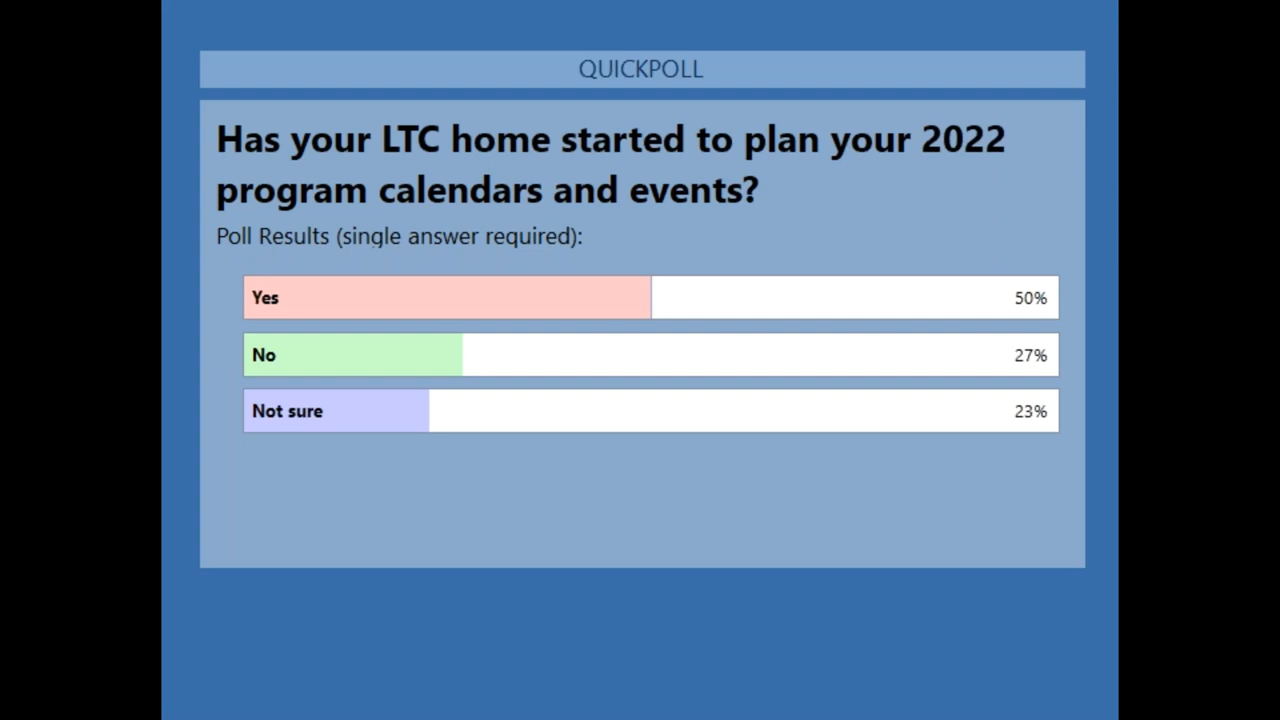 QUICKPOLL
Has your LTC home started to plan your 2022
program calendars and events?
Poll Results (single answer required):
Yes 50%
No 27%
Not sure 23%